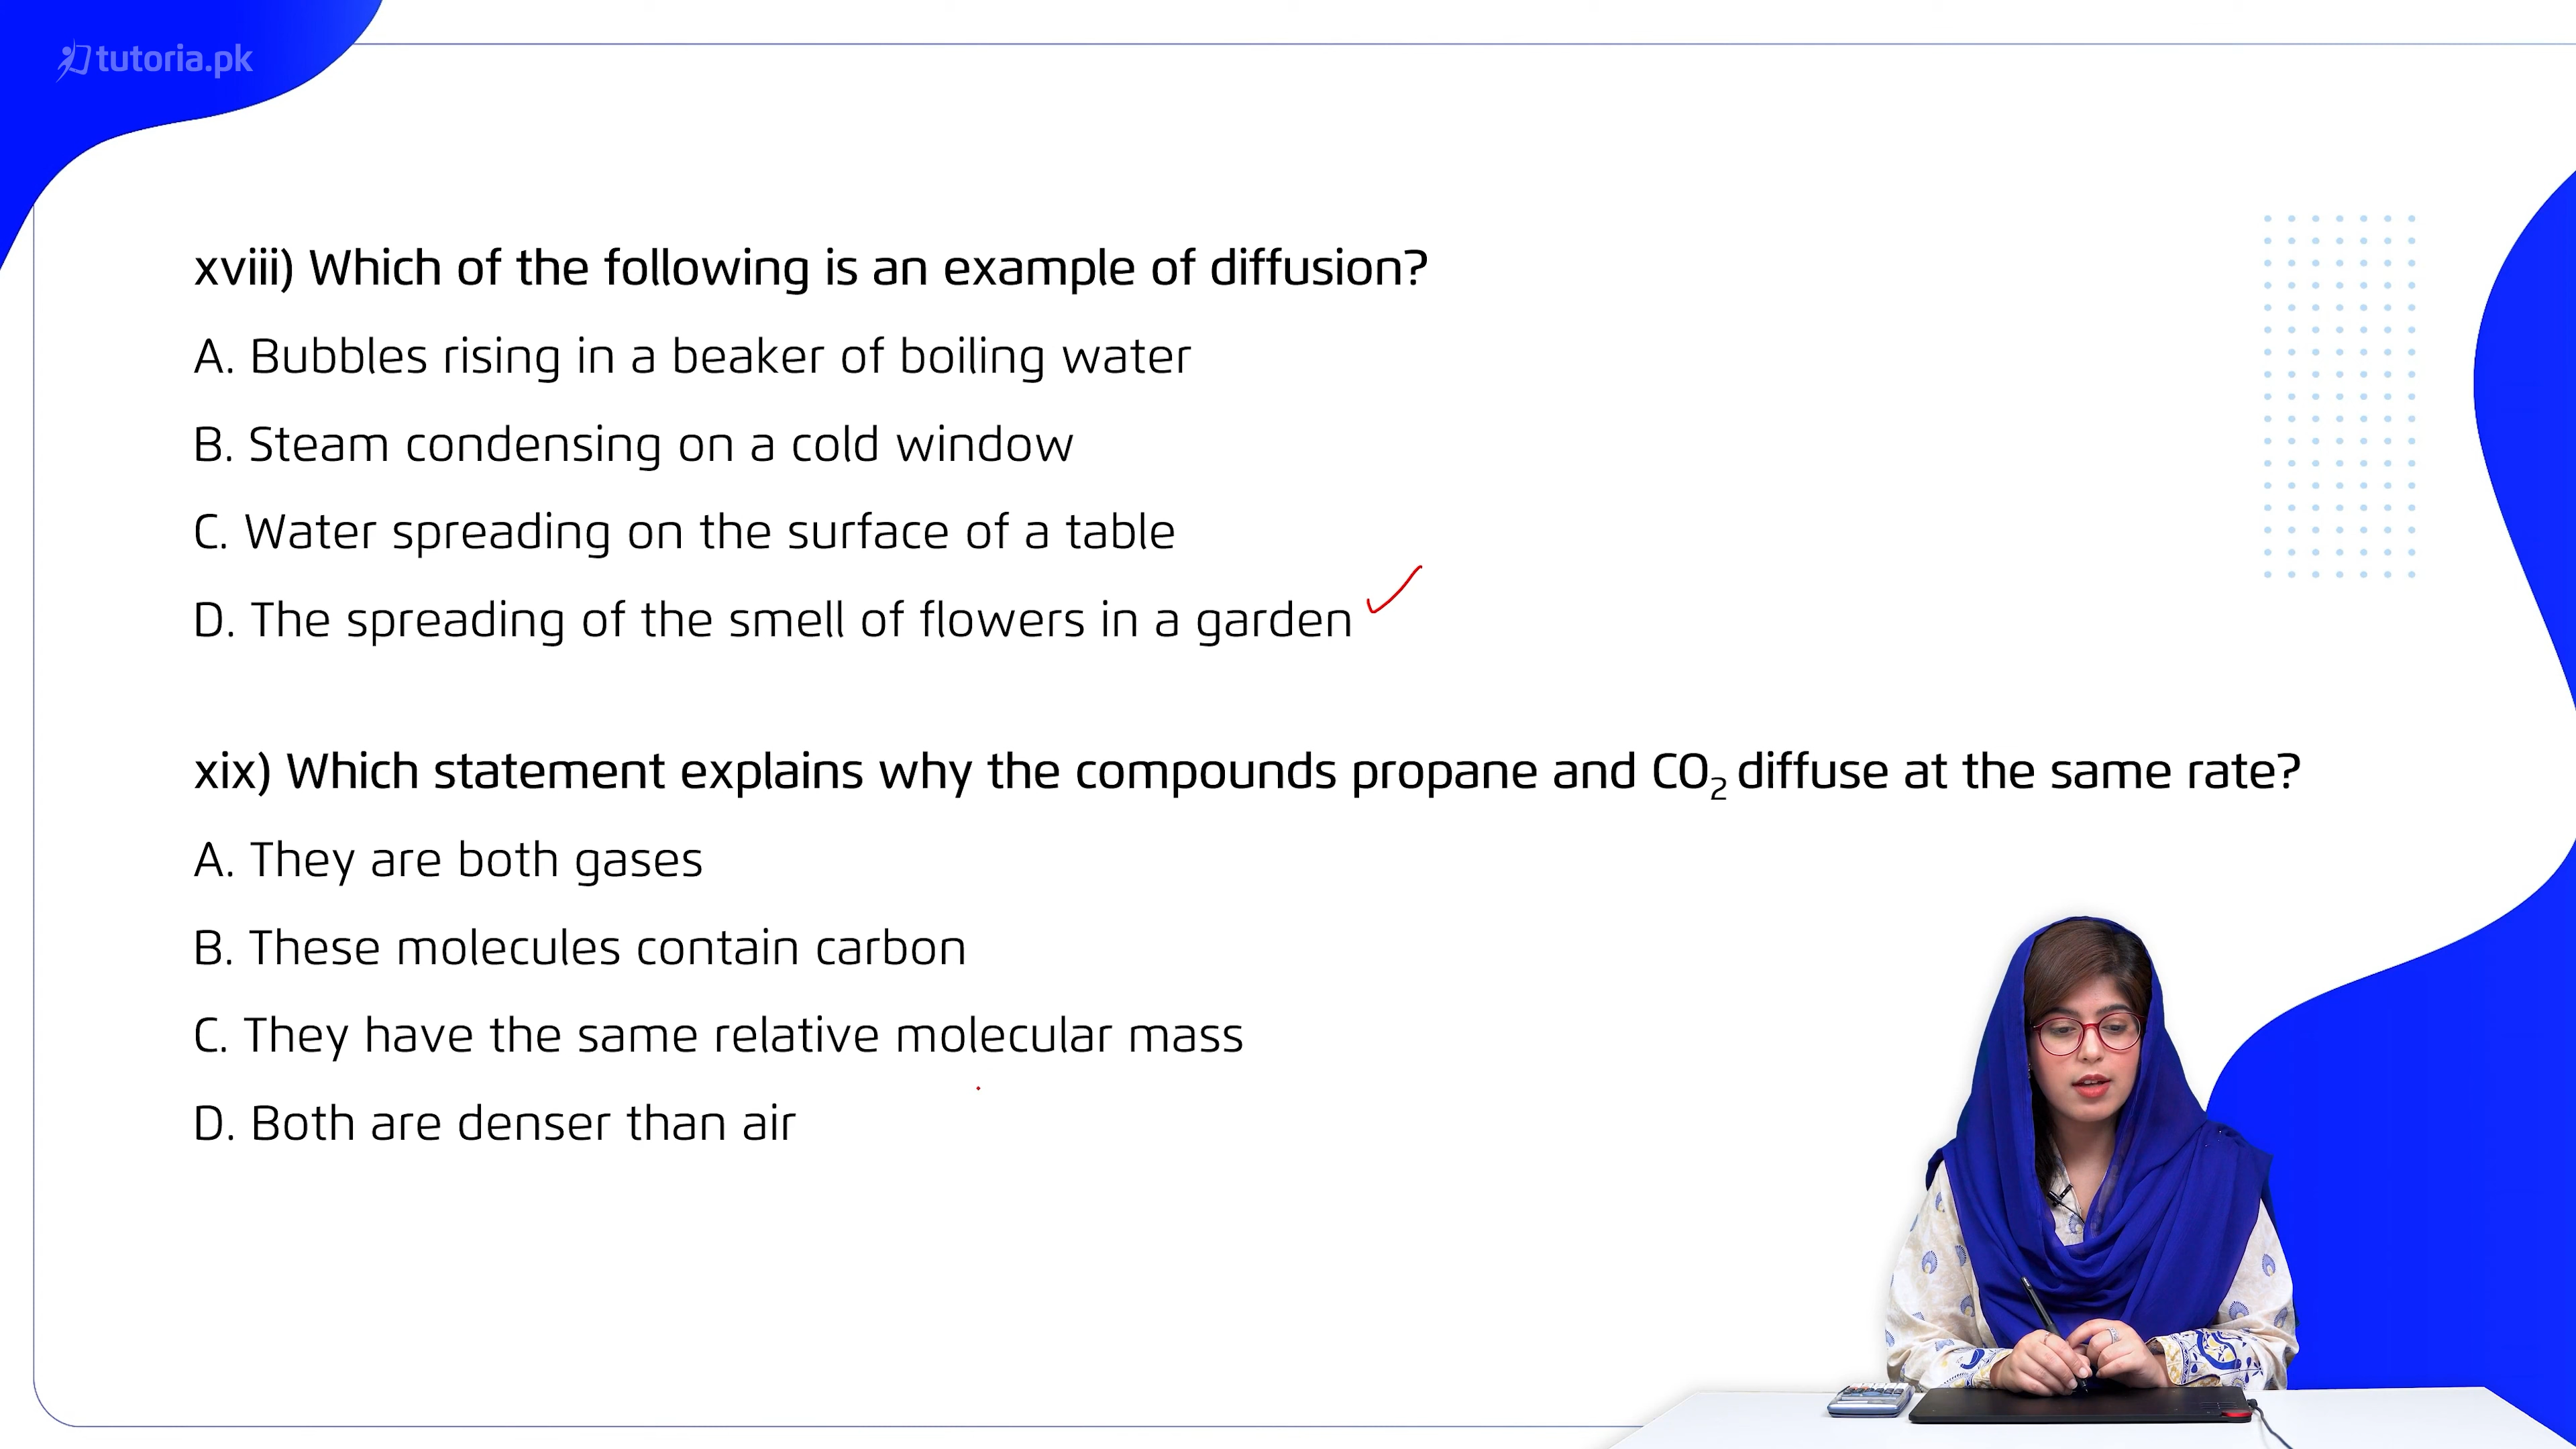 tutoria.pk
xviii) Which of the following is an example of diffusion?
A. Bubbles rising in a beaker of boiling water
B. Steam condensing on a cold window
C. Water spreading on the surface of a table
D. The spreading of the smell of flowers in a garden
xix) Which statement explains why the compounds propane and CO₂ diffuse at the same rate?
A. They are both gases
B. These molecules contain carbon
C. They have the same relative molecular mass
D. Both are denser than air